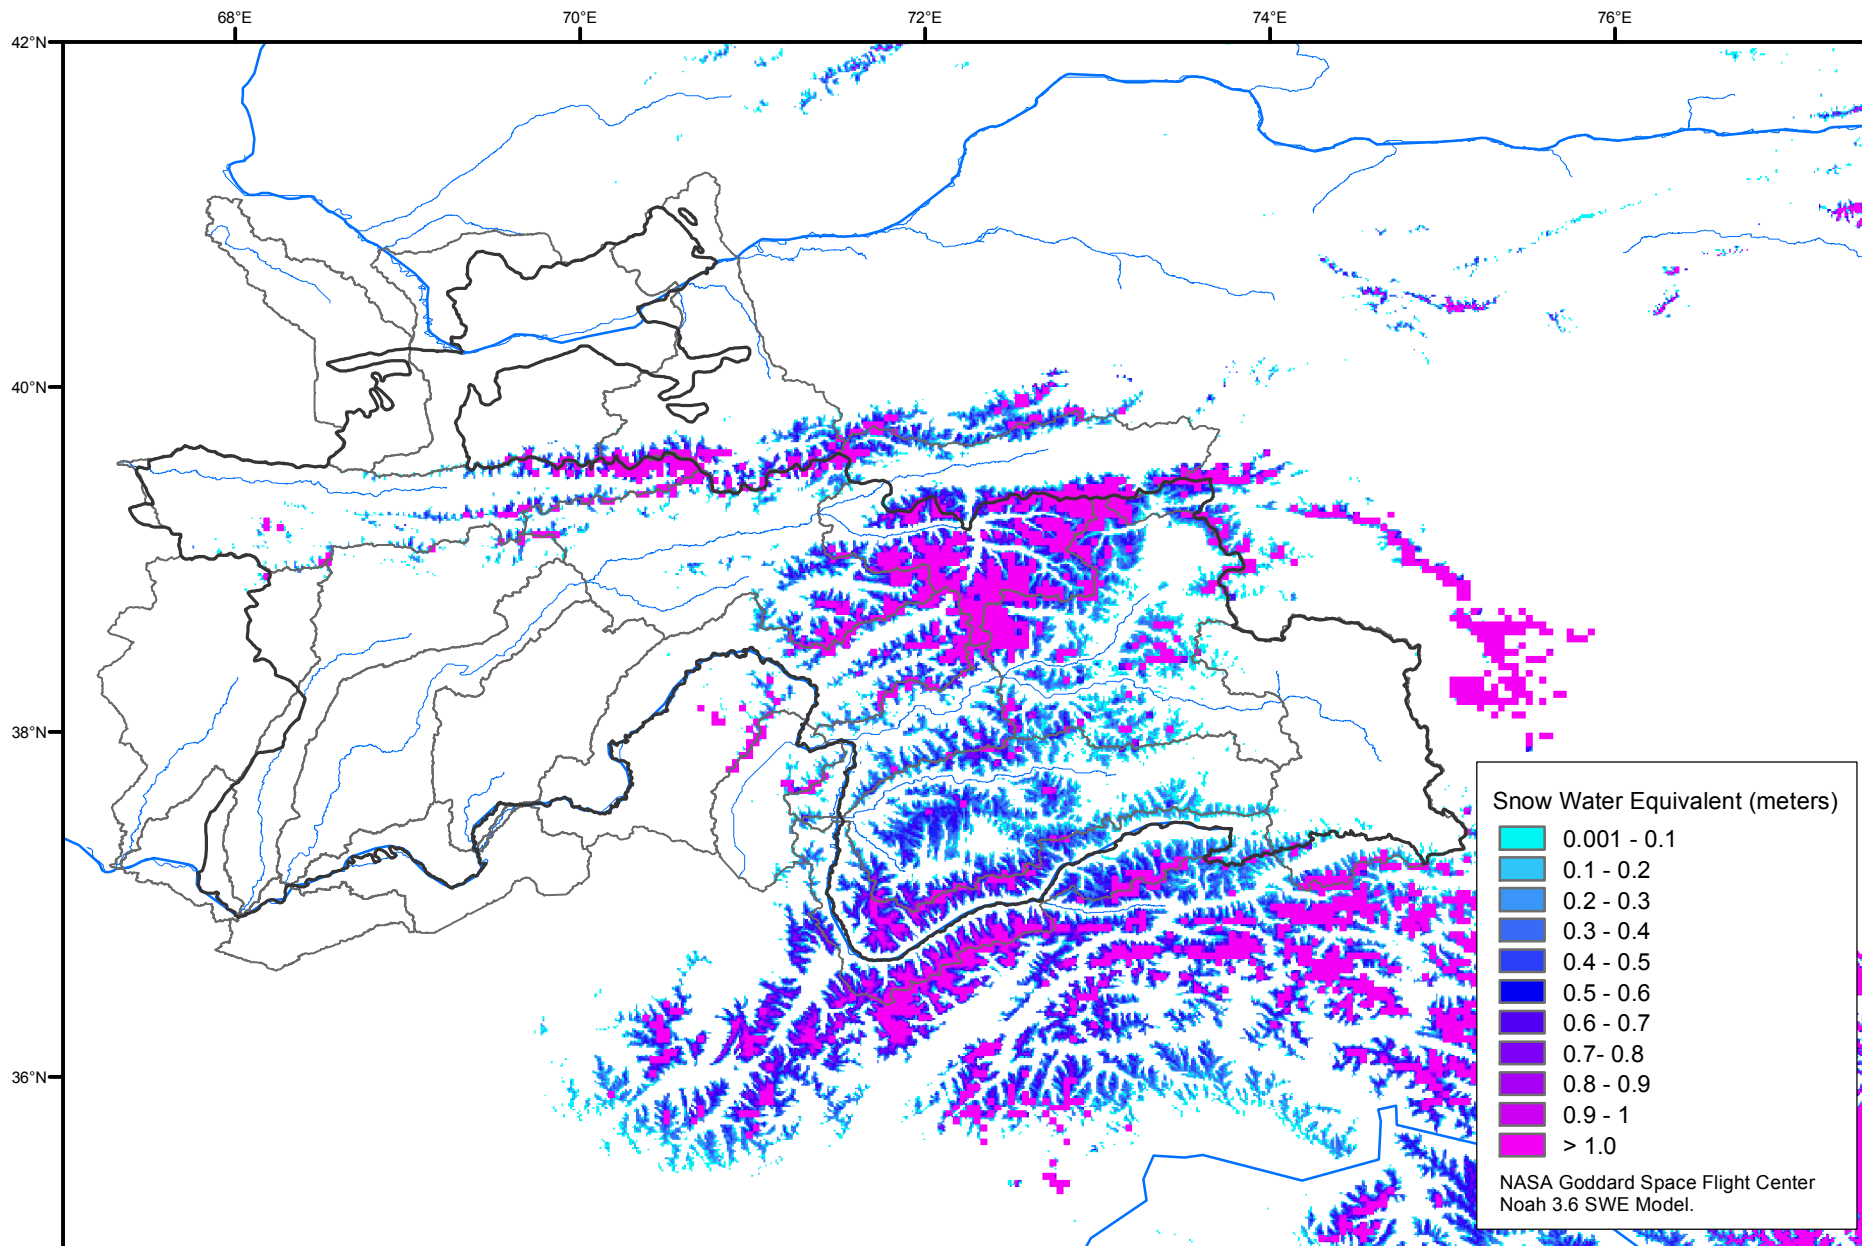 68°E
70°E
72°E
74°E
76°E
42°N
40°N
38°N
36°N
Snow Water Equivalent (meters)
0.001 - 0.1
0.1 - 0.2
0.2 - 0.3
0.3 - 0.4
0.4 - 0.5
0.5 - 0.6
0.6 - 0.7
0.7- 0.8
0.8 - 0.9
0.9 - 1
> 1.0
NASA Goddard Space Flight Center
Noah 3.6 SWE Model.